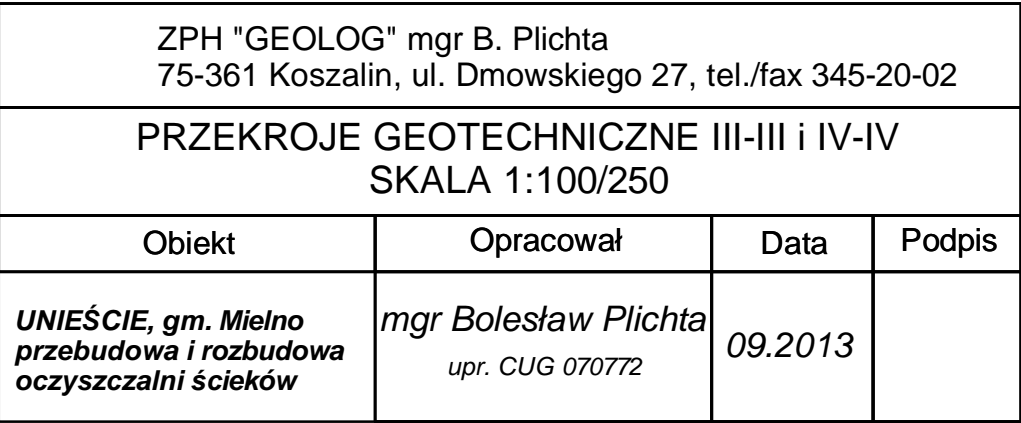 ZPH "GEOLOG" mgr B. Plichta
75-361 Koszalin, ul. Dmowskiego 27, tel./fax 345-20-02
PRZEKROJE GEOTECHNICZNE III-III i IV-IV
SKALA 1:100/250
Obiekt
Opracował
Data
Podpis
UNIEŚCIE, gm. Mielno
przebudowa i rozbudowa
oczyszczalni ścieków
mgr Bolesław Plichta
upr. CUG 070772
09.2013